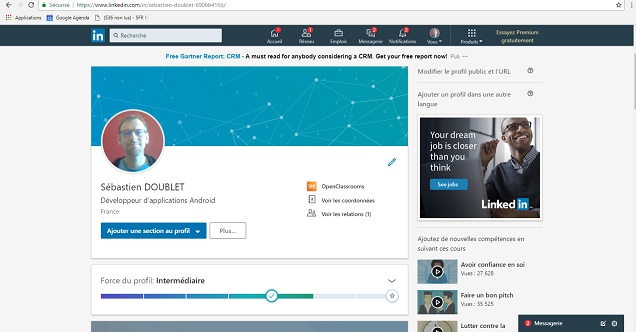 Sécurisé | https://www.linkedin.com/in/sébastien-doublet-690bb416b/
Applications Google Agenda (536 non lus) - SFR M
in Recherche
Accueil Réseau Emplois Messagerie Notifications Vous Produits Essayez Premium
gratuitement
Free Gartner Report: CRM - A must read for anybody considering a CRM. Get your free report now! Pub ···
Modifier le profil public et l'URL
Ajouter un profil dans une autre
langue
Your dream
job is closer
than you
think
See jobs
Linked in
Sébastien DOUBLET
Développeur d'applications Android
France
Ajouter une section au profil
Plus...
OpenClassrooms
Voir les coordonnées
Voir les relations (1)
Ajoutez de nouvelles compétences en
suivant ces cours
Avoir confiance en soi
Vues : 27 628
Faire un bon pitch
Vues : 35 525
Lutter contre la
Force du profil: Intermédiaire
2 Messagerie